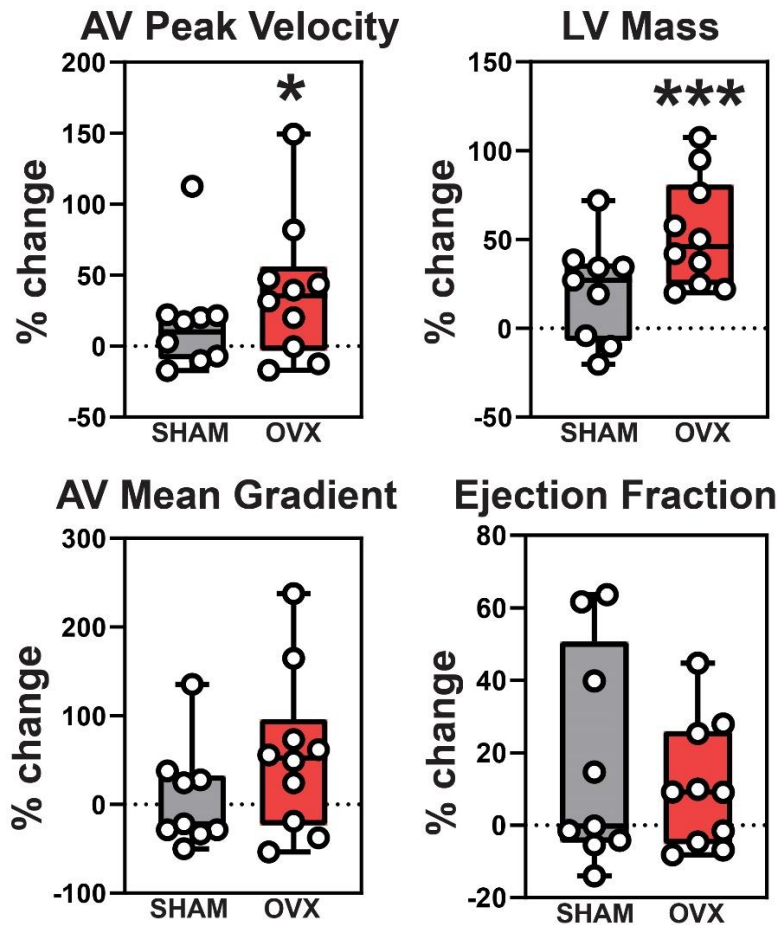 AV Peak Velocity
% change
200
150
100
50
0
-50
*
SHAM OVX
LV Mass
% change
150
100
50
0
-50
***
SHAM OVX
AV Mean Gradient
% change
300
200
100
0
-100
SHAM OVX
Ejection Fraction
% change
80
60
40
20
0
-20
SHAM OVX